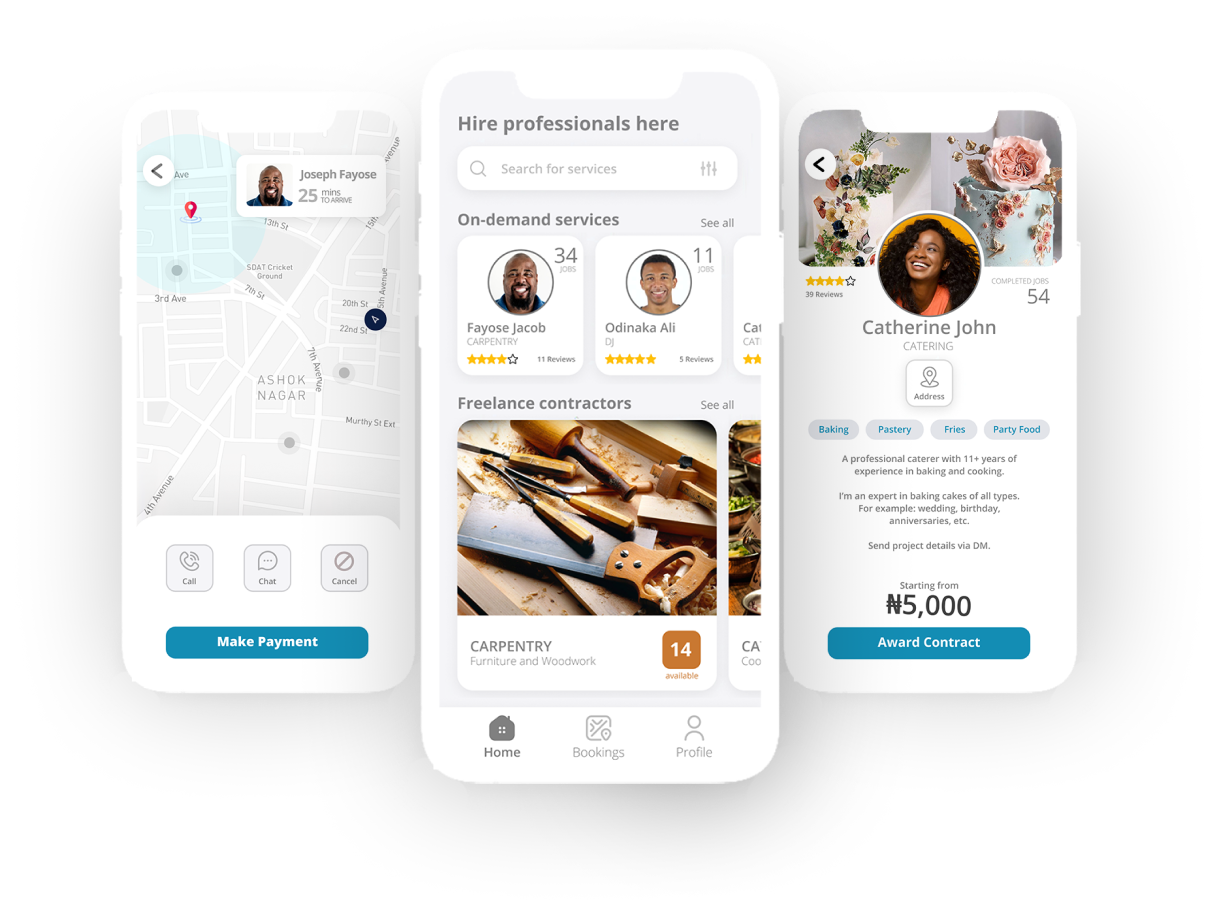 Ave
Joseph Fayose
25 mins
TO ARRIVE
venue
13th St
15th
SDAT Cricket
Ground
7th St
5th Avenue
3rd Ave
20th St
22nd St
7th Avenue
ASHOK
NAGAR
Murthy St Ext
4th Avenue
Call
Chat
Cancel
Make Payment
Hire professionals here
Search for services
On-demand services
See all
34
JOBS
Fayose Jacob
CARPENTRY
11 Reviews
11
JOBS
Odinaka Ali
DJ
5 Reviews
Cat
CATE
Freelance contractors
See all
CARPENTRY
Furniture and Woodwork
14
available
CA
Coo
Home
Bookings
Profile
39 Reviews
COMPLETED JOBS
54
Catherine John
CATERING
Address
Baking
Pastery
Fries
Party Food
A professional caterer with 11+ years of
experience in baking and cooking.
I'm an expert in baking cakes of all types.
For example: wedding, birthday,
anniversaries, etc.
Send project details via DM.
Starting from
₦5,000
Award Contract